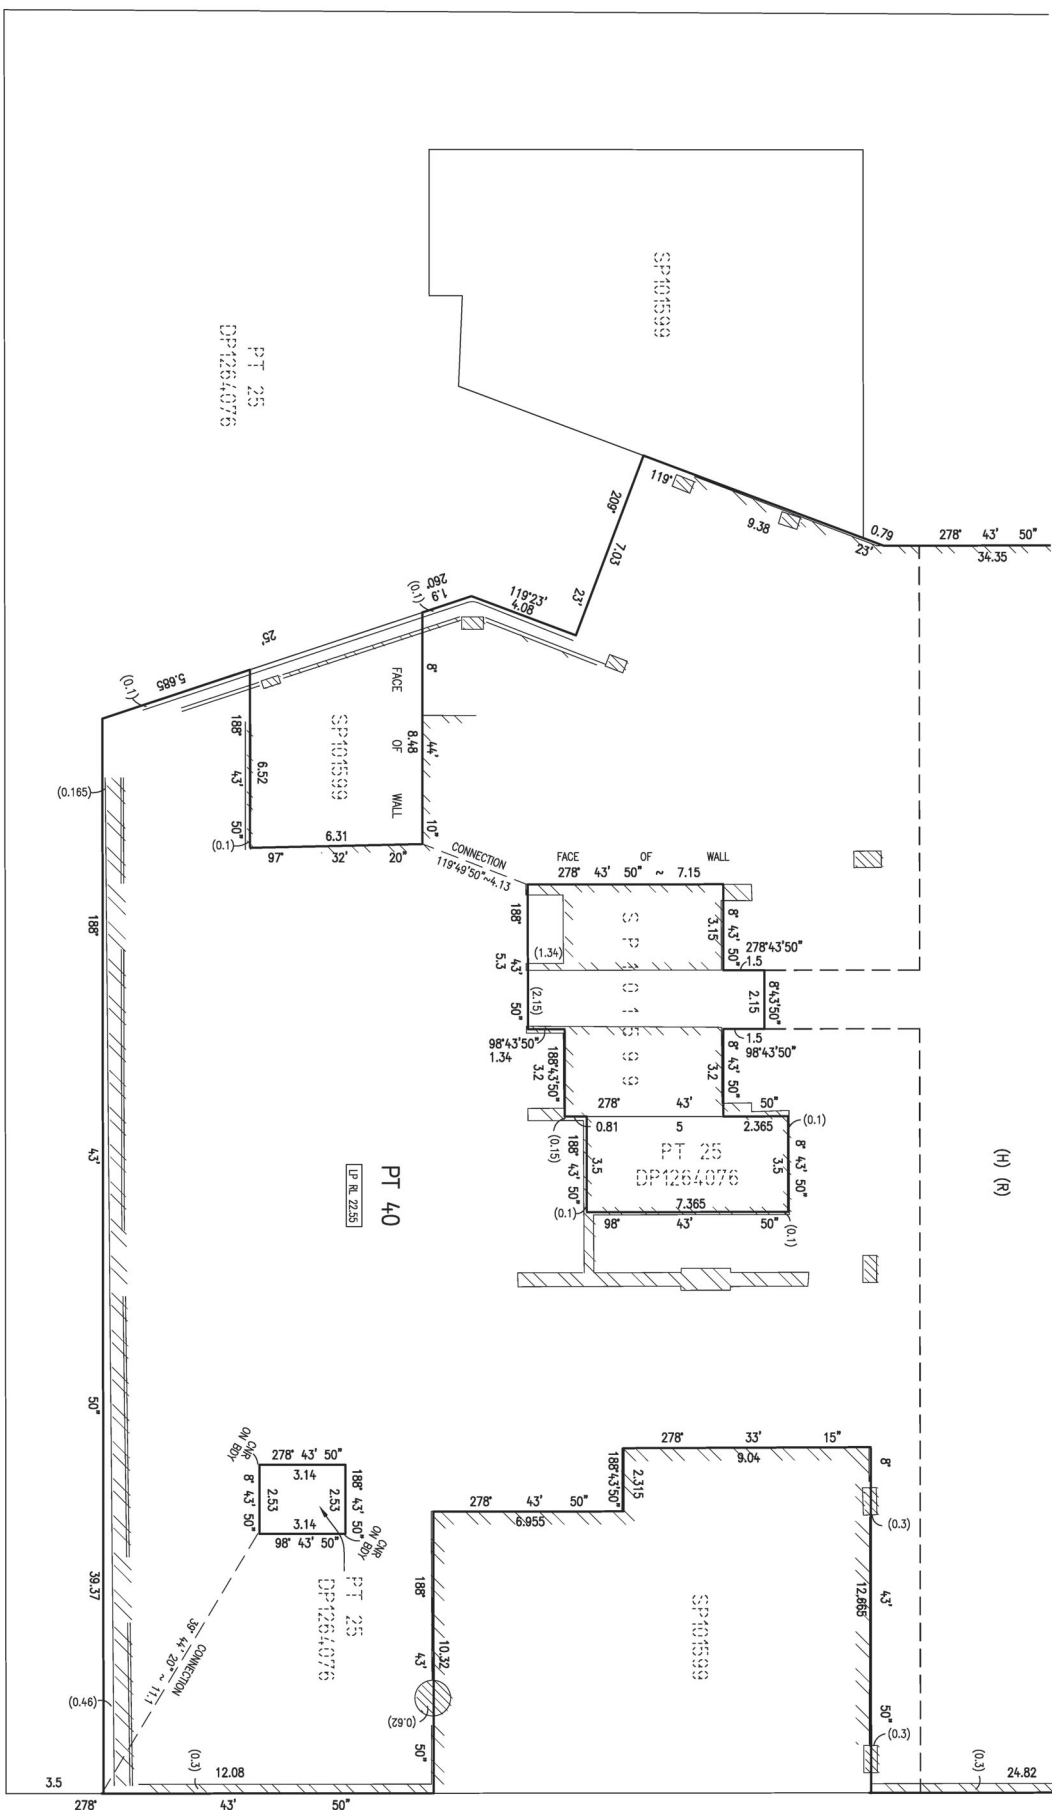 SP101599
PT 25
DP1264076
119°
9.38
23'
0.79
278° 43' 50"
34.35
209°
7.03
23'
119°23'
4.08
260°
1.9
(0.1)
25'
5.685
(0.1)
8°
44'
10"
8.48
FACE OF WALL
SP101599
188° 43' 50"
6.52
(0.1)
6.31
97° 32' 20"
(0.165)
CONNECTION
119°49'50"~4.13
FACE OF WALL
278° 43' 50" ~ 7.15
188° 43' 50"
5.3
(1.34)
(2.15)
SP101599
8° 43' 50"
3.15
278°43'50"
1.5
8°43'50"
2.15
1.5
98°43'50"
98°43'50"
1.34
188°43'50"
3.2
8° 43' 50"
3.2
278° 43' 50"
0.81 5 2.365
(0.1)
(0.15)
PT 25
DP1264076
188° 43' 50"
3.5
8° 43' 50"
3.5
7.365
98° 43' 50"
(0.1)
(0.1)
(H) (R)
PT 40
LP RL 22.55
188° 43' 50"
39.37
CNR
ON BDY
278° 43' 50"
3.14
8° 43' 50"
2.53
188° 43' 50"
2.53
3.14
98° 43' 50"
CNR
ON BDY
PT 25
DP1264076
CONNECTION
39° 44' 20" ~ 11.1
278° 33' 15"
9.04
188°43'50"
2.315
278° 43' 50"
6.955
188° 43' 50"
10.32
(0.62)
SP101599
8° 43' 50"
12.665
(0.3)
(0.3)
(0.3)
24.82
(0.46)
(0.3)
12.08
3.5
278° 43' 50"